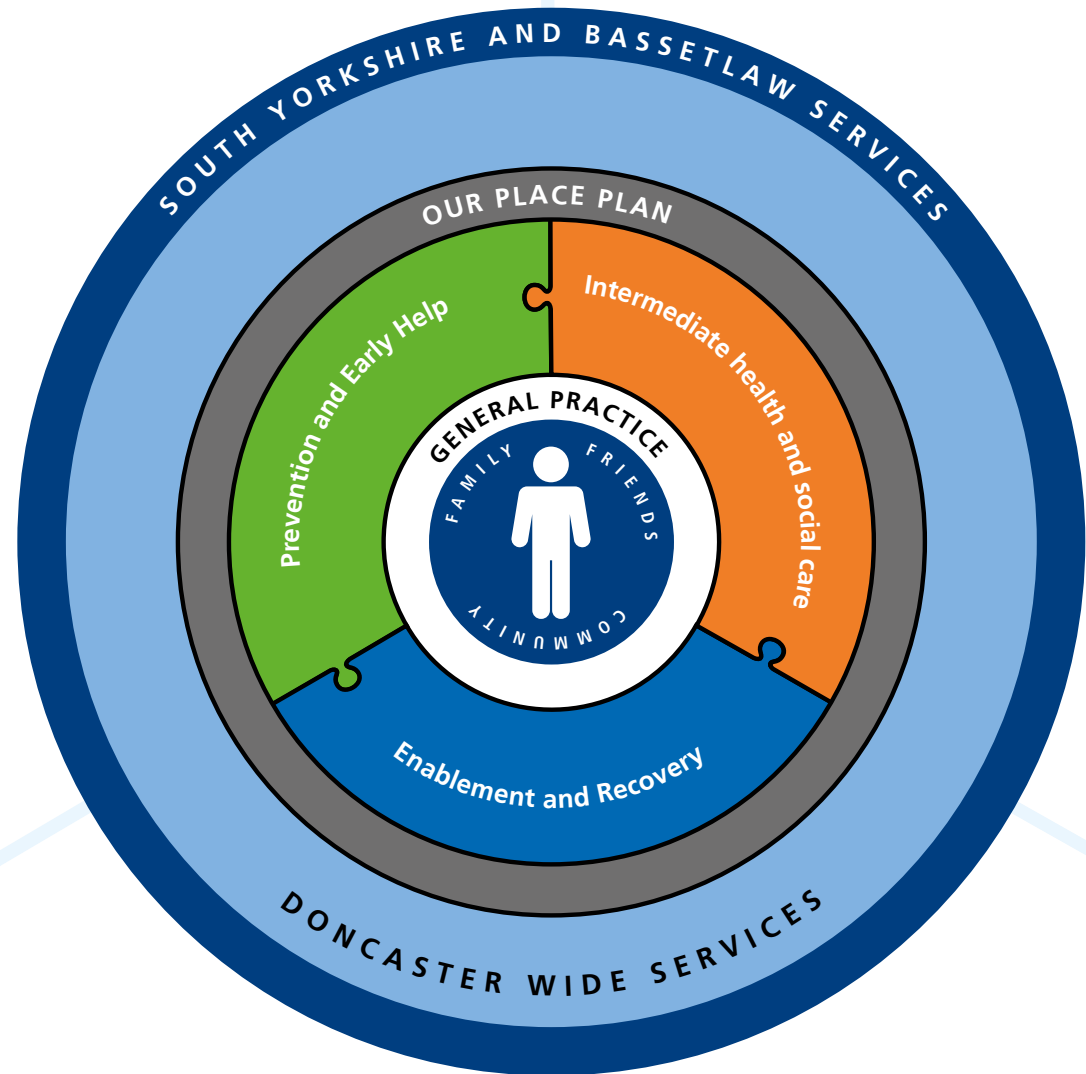 SOUTH YORKSHIRE AND BASSETLAW SERVICES
OUR PLACE PLAN
Prevention and Early Help
Intermediate health and social care
GENERAL PRACTICE
FAMILY
FRIENDS
COMMUNITY
Enablement and Recovery
DONCASTER WIDE SERVICES